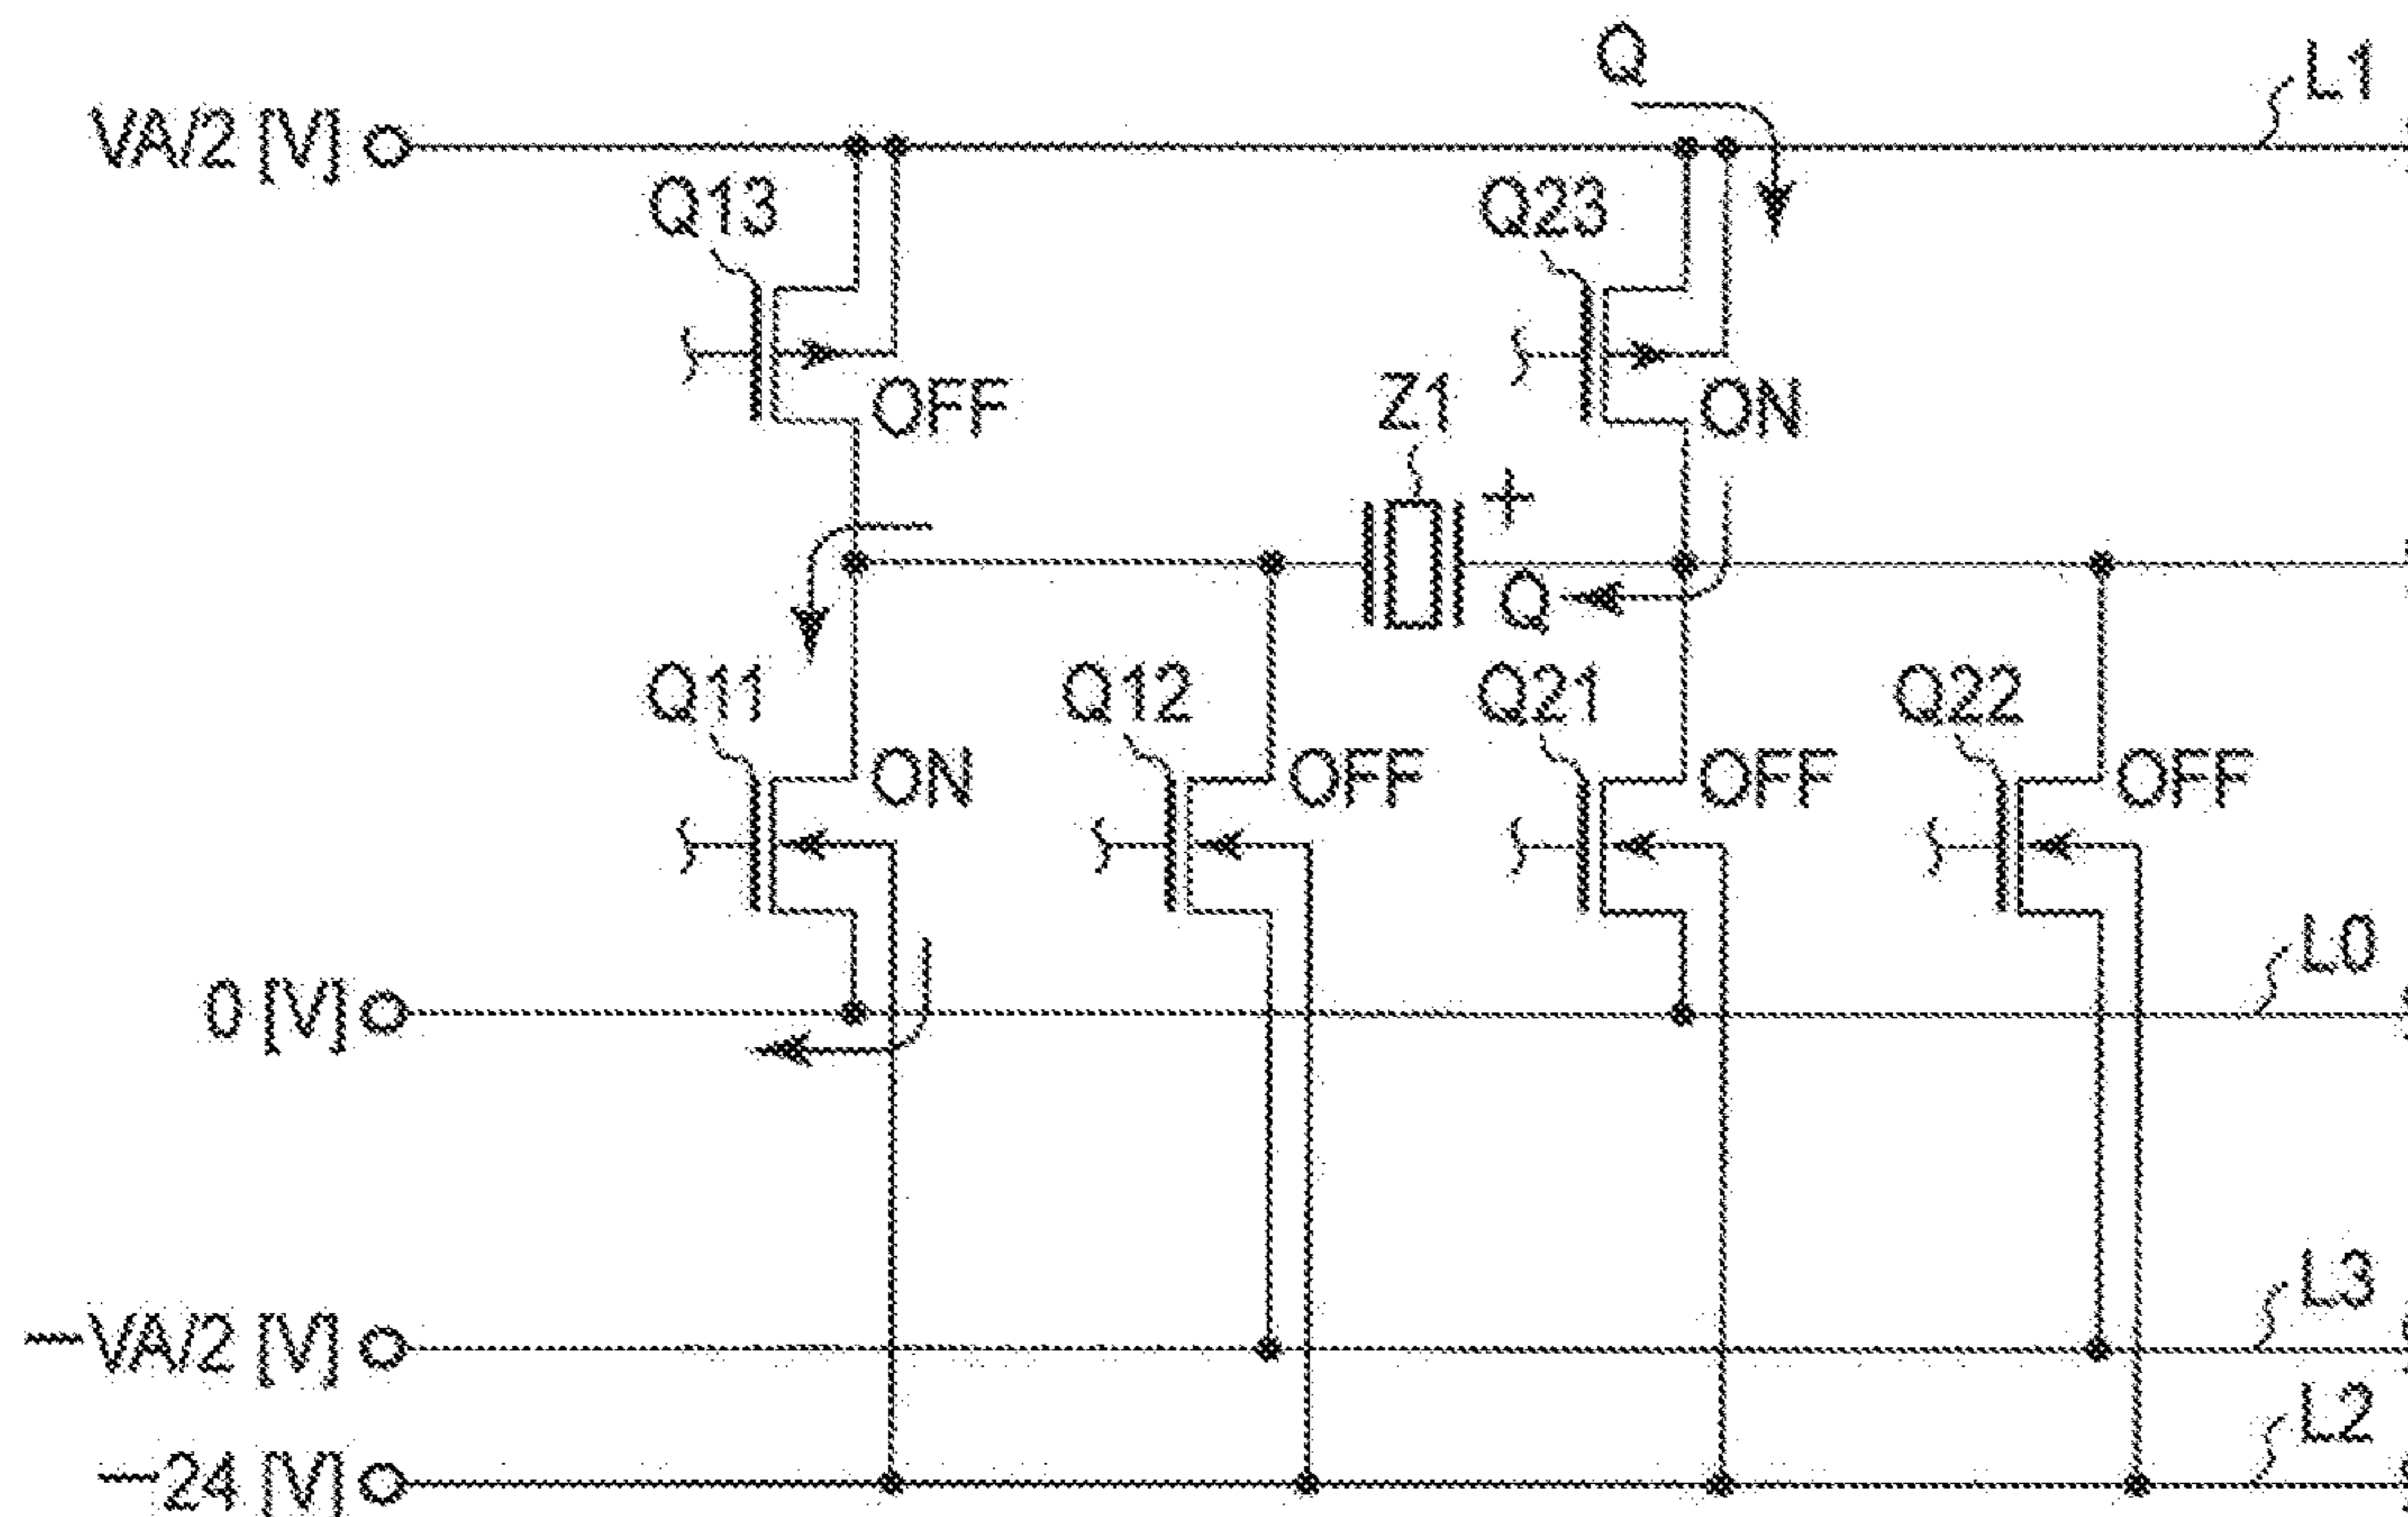 Q
L1
VA/2 [V]
Q13
Q23
OFF
Z1
ON
+
Q
Q11
Q12
Q21
Q22
ON
OFF
OFF
OFF
L0
0 [V]
L3
−VA/2 [V]
L2
−24 [V]